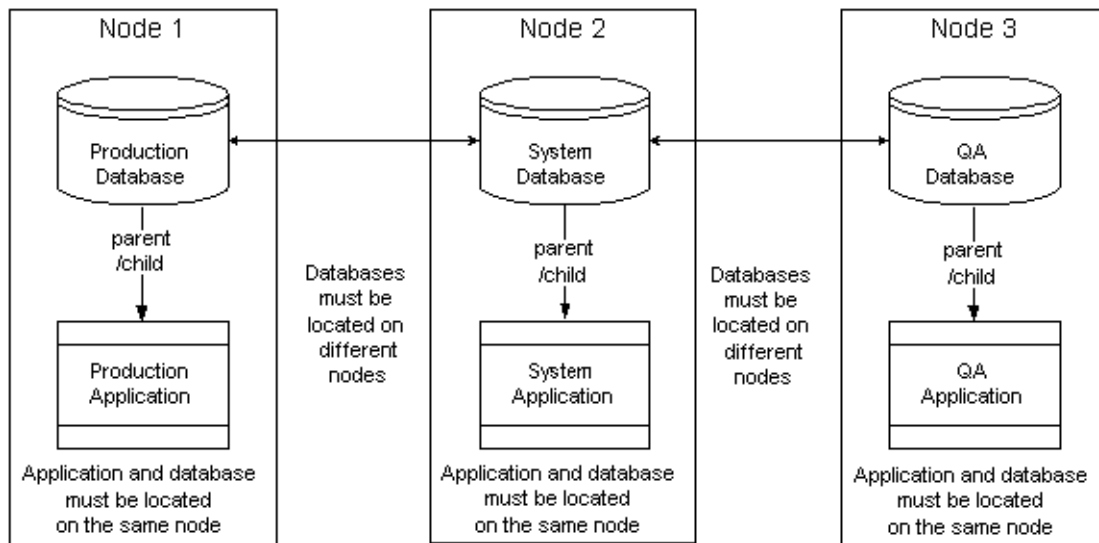 Node 1
Production
Database
parent
/child
Production
Application
Application and database
must be located
on the same node
Databases
must be
located on
different
nodes
Node 2
System
Database
parent
/child
System
Application
Application and database
must be located
on the same node
Databases
must be
located on
different
nodes
Node 3
QA
Database
parent
/child
QA
Application
Application and database
must be located
on the same node